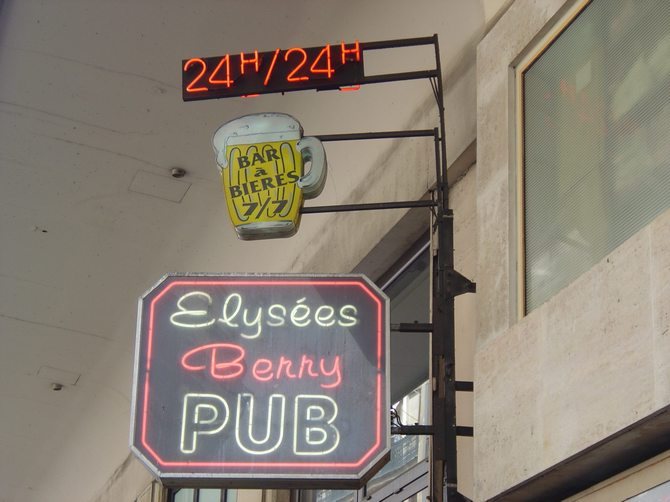 24H/24H
BAR
à
BIERES
7/7
Elysées
Berry
PUB